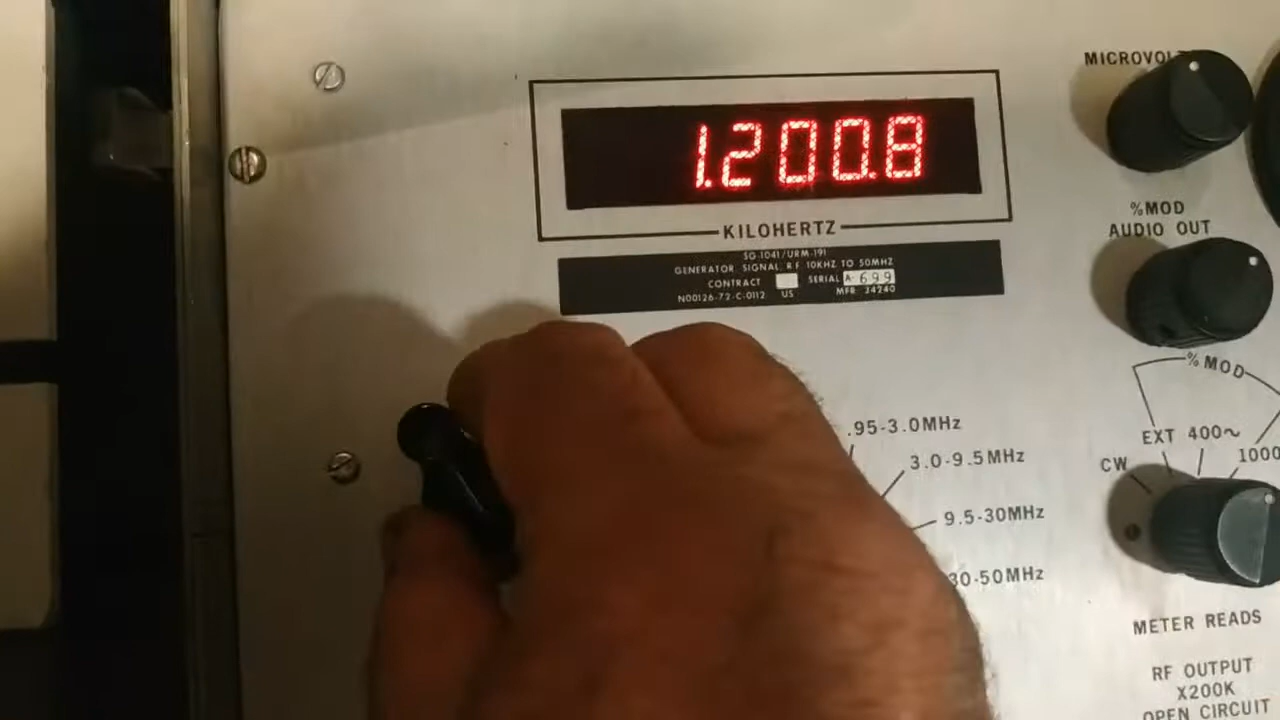 1.200.8
KILOHERTZ
SG-1041/URM-191
GENERATOR SIGNAL RF 10KHZ TO 50MHZ
CONTRACT SERIAL A-699
N00126-72-C-0112 US MFR 34240
MICROVOL
%MOD
AUDIO OUT
%MOD
EXT 400~
1000
CW
.95-3.0MHz
3.0-9.5MHz
9.5-30MHz
30-50MHz
METER READS
RF OUTPUT
X200K
OPEN CIRCUIT